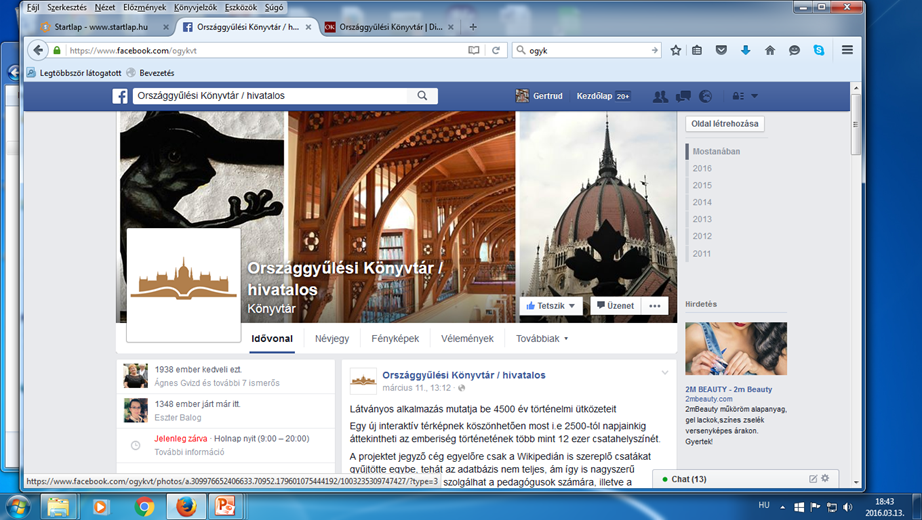 Fájl Szerkesztés Nézet Előzmények Könyvjelzők Eszközök Súgó
Startlap - www.startlap.hu
Országgyűlési Könyvtár / h...
Országgyűlési Könyvtár | Di...
https://www.facebook.com/ogykvt
ogyk
Legtöbbször látogatott
Bevezetés
Országgyűlési Könyvtár / hivatalos
Gertrud
Kezdőlap 20+
Országgyűlési Könyvtár /
hivatalos
Könyvtár
Tetszik
Üzenet
Idővonal
Névjegy
Fényképek
Vélemények
Továbbiak
Oldal létrehozása
Mostanában
2016
2015
2014
2013
2012
2011
1938 ember kedveli ezt.
Ágnes Gvizd és további 7 ismerős
1348 ember járt már itt.
Eszter Balog
Jelenleg zárva · Holnap nyit (9:00 – 20:00)
További információ
Országgyűlési Könyvtár / hivatalos
március 11., 13:12
Látványos alkalmazás mutatja be 4500 év történelmi ütközeteit
Egy új interaktív térképnek köszönhetően most i.e 2500-tól napjainkig
áttekintheti az emberiség történetének több mint 12 ezer csatahelyszínét.
A projektet jegyző cég egyelőre csak a Wikipedián is szereplő csatákat
gyűjtötte egybe, tehát az adatbázis nem teljes, ám így is nagyszerű
szolgálhat a pedagógusok számára, illetve a
Hirdetés
2M BEAUTY - 2m Beauty
2mbeauty.com
2mBeauty műköröm alapanyag,
gel lackok,színes zselék
versenyképes árakon.
Gyertek!
Chat (13)
https://www.facebook.com/ogykvt/photos/a.309976652406633.70952.179601075444192/1003235309747427/?type=3
HU
18:43
2016.03.13.